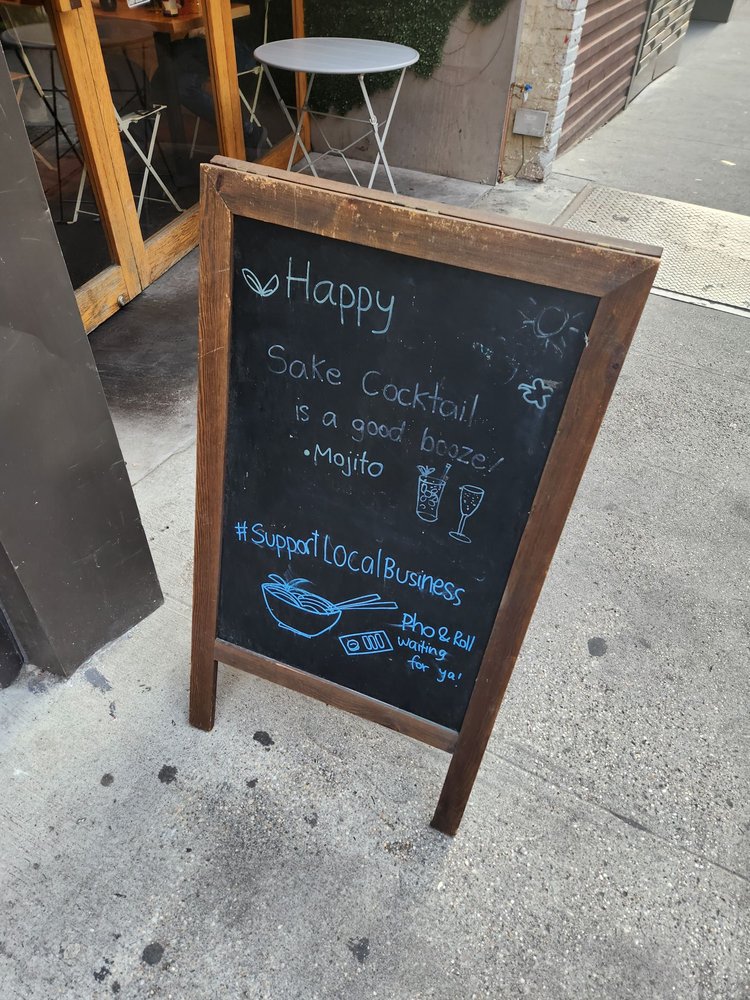 Happy
Sake Cocktail
is a good booze!
• Mojito
#SupportLocalBusiness
Pho & Roll
waiting
for ya!